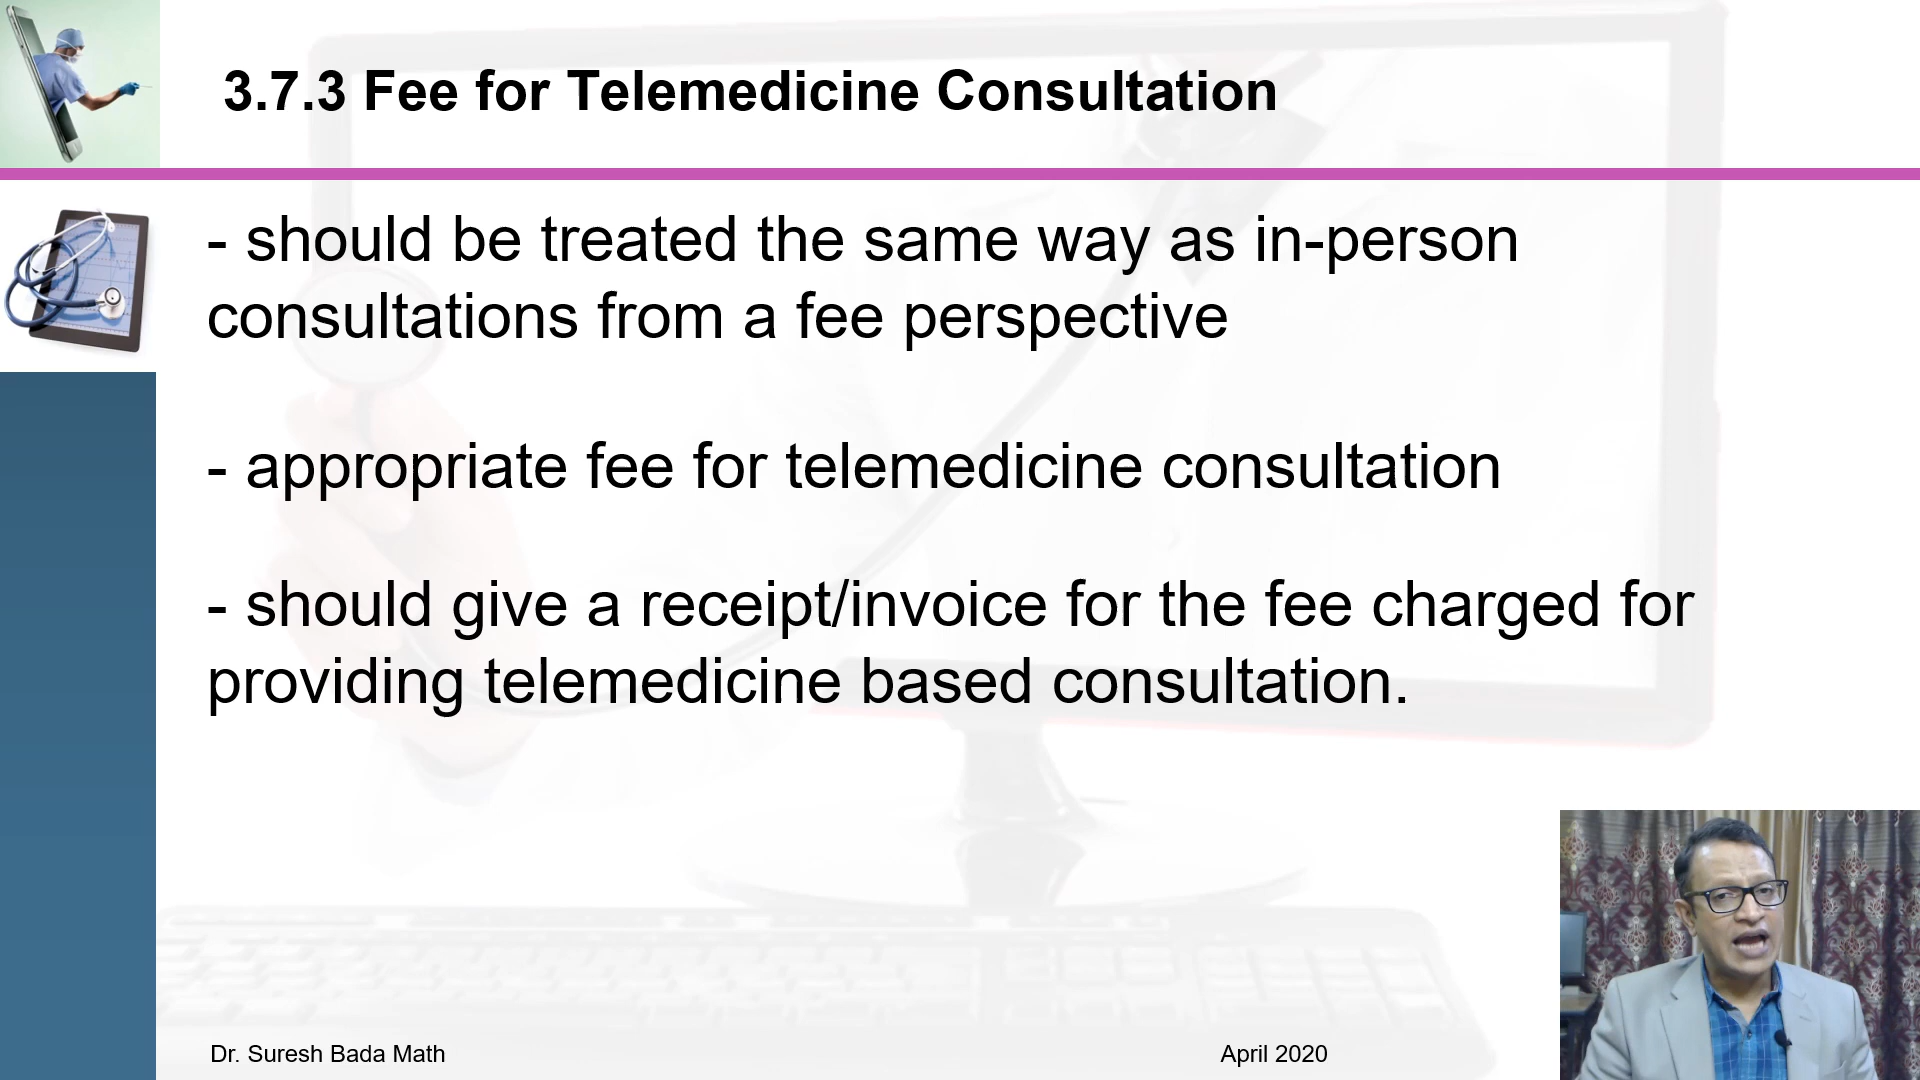 3.7.3 Fee for Telemedicine Consultation
- should be treated the same way as in-person
consultations from a fee perspective
- appropriate fee for telemedicine consultation
- should give a receipt/invoice for the fee charged for
providing telemedicine based consultation.
Dr. Suresh Bada Math
April 2020